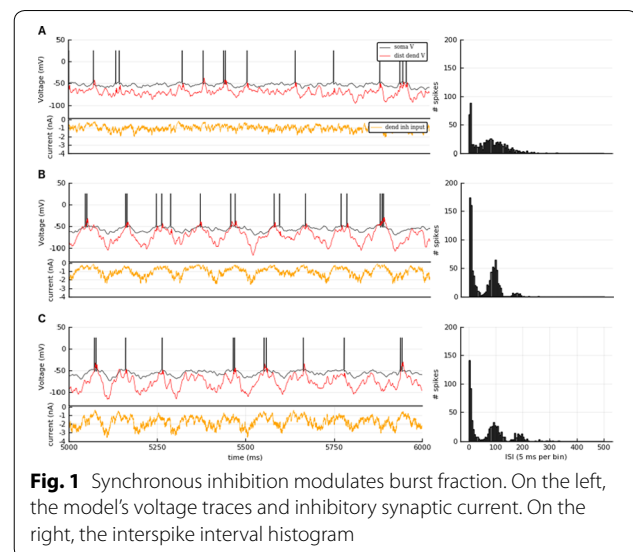 A
50
0
-50
-100
Voltage (mV)
soma V
dist dend V
0
-1
-2
-3
-4
current (nA)
dend inh input
200
150
100
50
0
# spikes
B
50
0
-50
-100
Voltage (mV)
0
-1
-2
-3
-4
current (nA)
200
150
100
50
0
# spikes
C
50
0
-50
-100
Voltage (mV)
0
-1
-2
-3
-4
current (nA)
5000 5250 5500 5750 6000
time (ms)
200
150
100
50
0
# spikes
0 100 200 300 400 500
ISI (5 ms per bin)
Fig. 1 Synchronous inhibition modulates burst fraction. On the left,
the model’s voltage traces and inhibitory synaptic current. On the
right, the interspike interval histogram